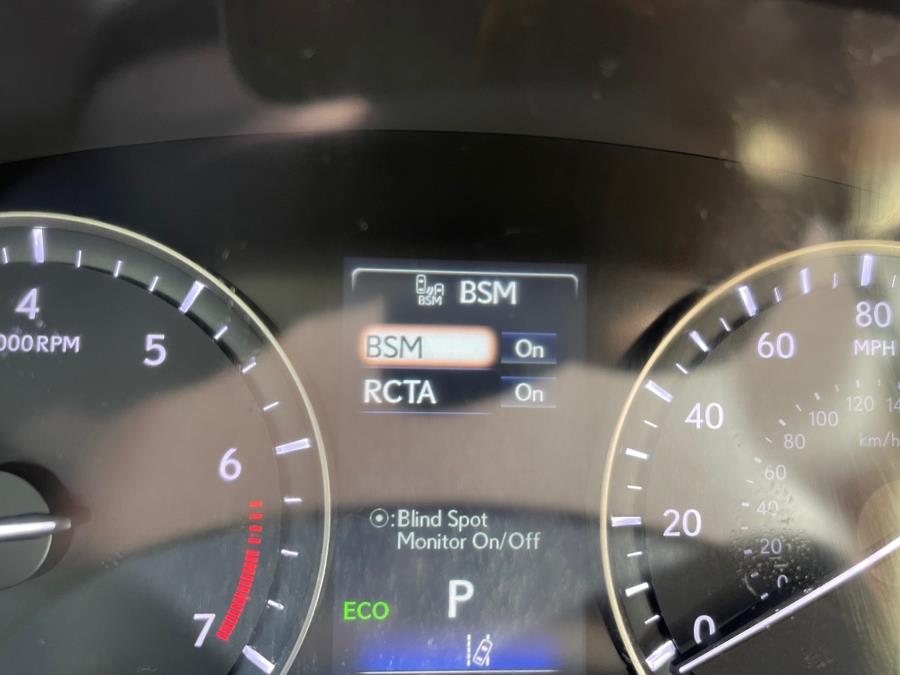 BSM
BSM
BSM On
RCTA On
⦿:Blind Spot
Monitor On/Off
P
ECO
4
000RPM
5
6
7
80
MPH
60
40
20
0
120
100
80
km/h
60
40
20
0